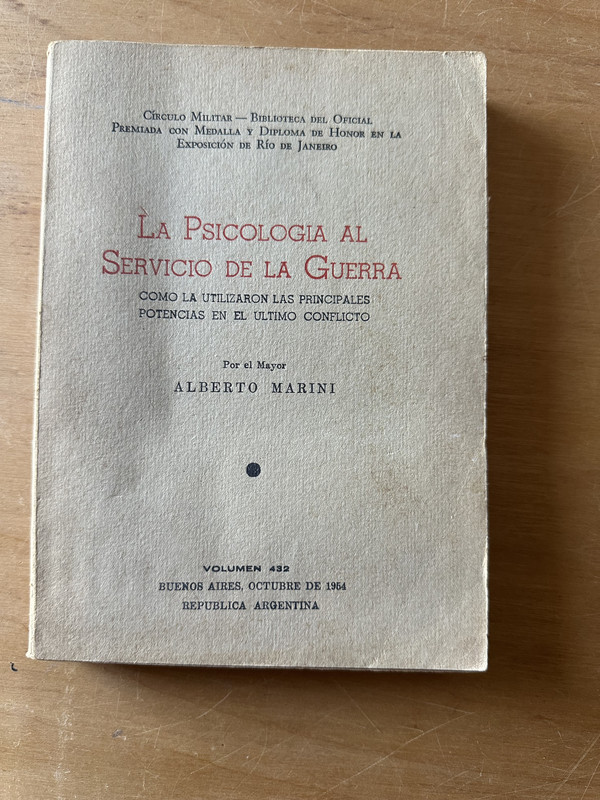 Círculo Militar — Biblioteca del Oficial
Premiada con Medalla y Diploma de Honor en la
Exposición de Río de Janeiro
La Psicologia al
Servicio de la Guerra
COMO LA UTILIZARON LAS PRINCIPALES
POTENCIAS EN EL ULTIMO CONFLICTO
Por el Mayor
ALBERTO MARINI
VOLUMEN 432
BUENOS AIRES, OCTUBRE DE 1954
REPUBLICA ARGENTINA